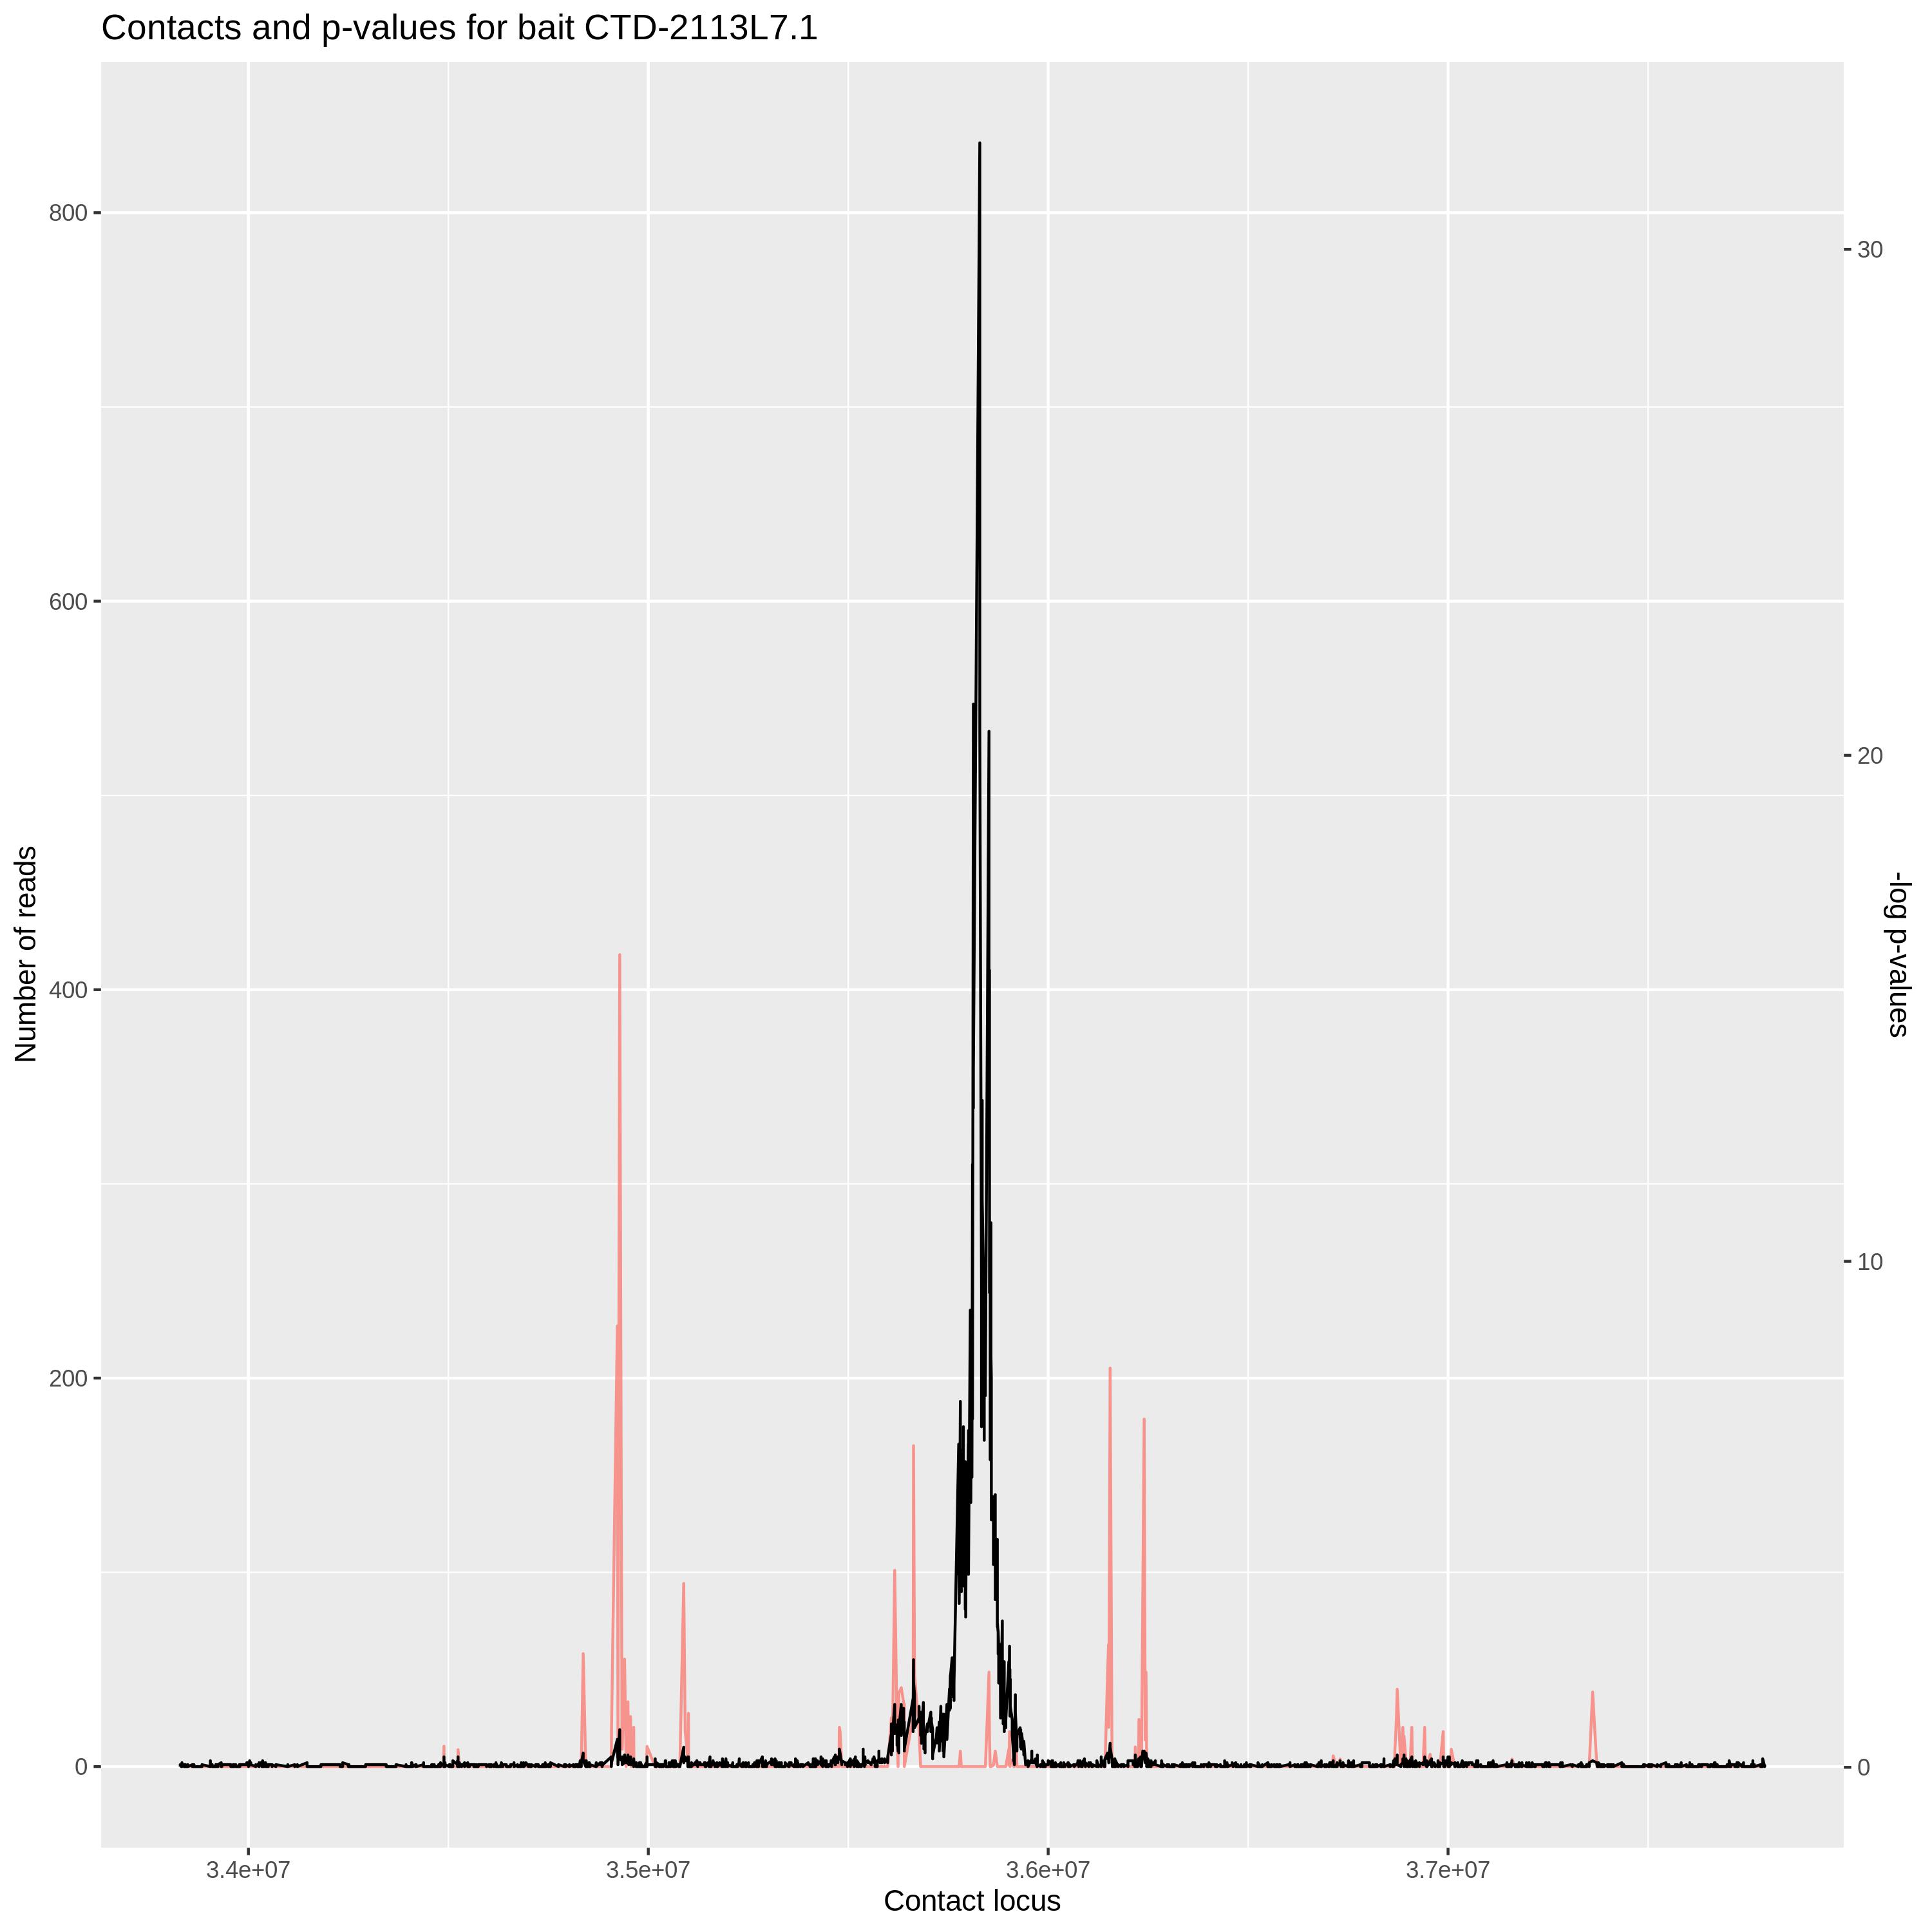 Contacts and p-values for bait CTD-2113L7.1
800
600
400
200
0
Number of reads
30
20
10
0
-log p-values
3.4e+07
3.5e+07
3.6e+07
3.7e+07
Contact locus